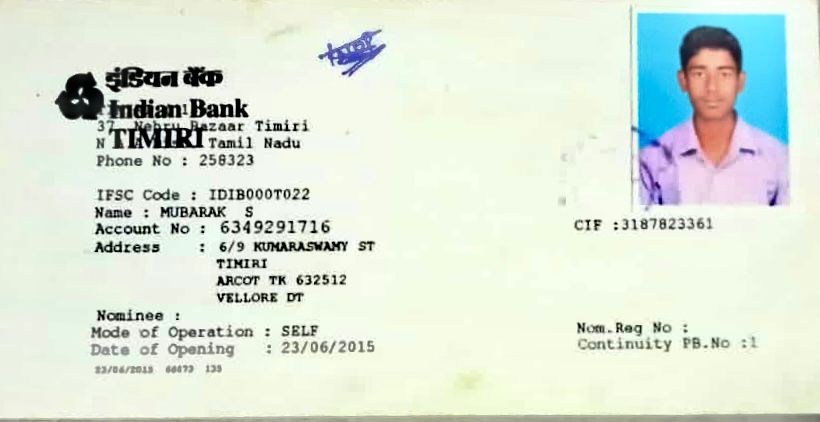 इंडियन बैंक
Indian Bank
37, Nehru Bazaar Timiri
TIMIRI
N Tamil Nadu
Phone No : 258323
IFSC Code : IDIB000T022
Name : MUBARAK S
Account No : 6349291716
CIF :3187823361
Address : 6/9 KUMARASWAMY ST
TIMIRI
ARCOT TK 632512
VELLORE DT
Nominee :
Mode of Operation : SELF
Nom.Reg No :
Date of Opening : 23/06/2015
Continuity PB.No :1
23/06/2015 66673 135